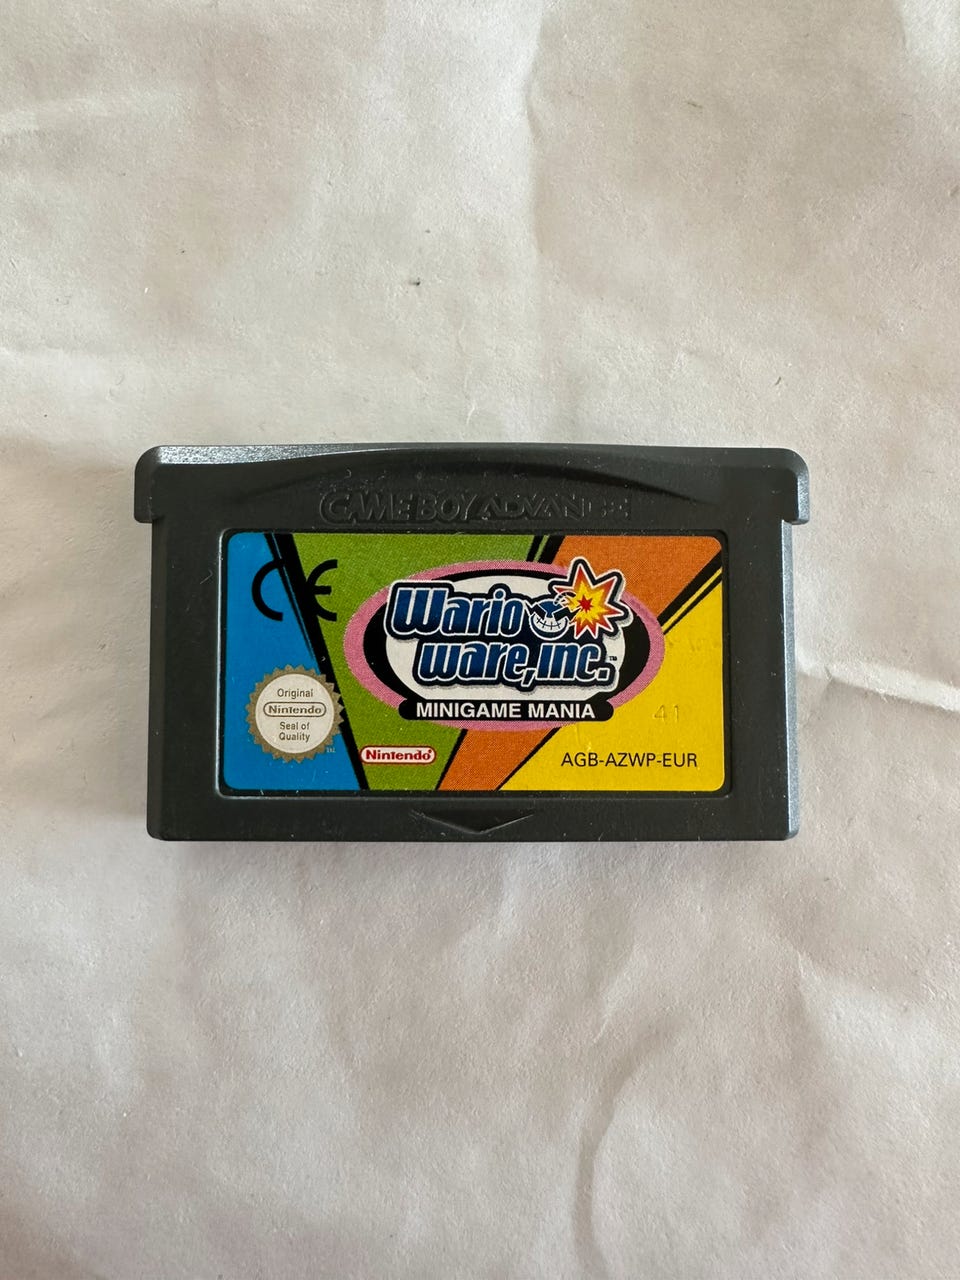 GAME BOY ADVANCE
CE
Wario
ware, inc.™
MINIGAME MANIA
Original
Nintendo
Seal of
Quality
TM
Nintendo®
41
AGB-AZWP-EUR